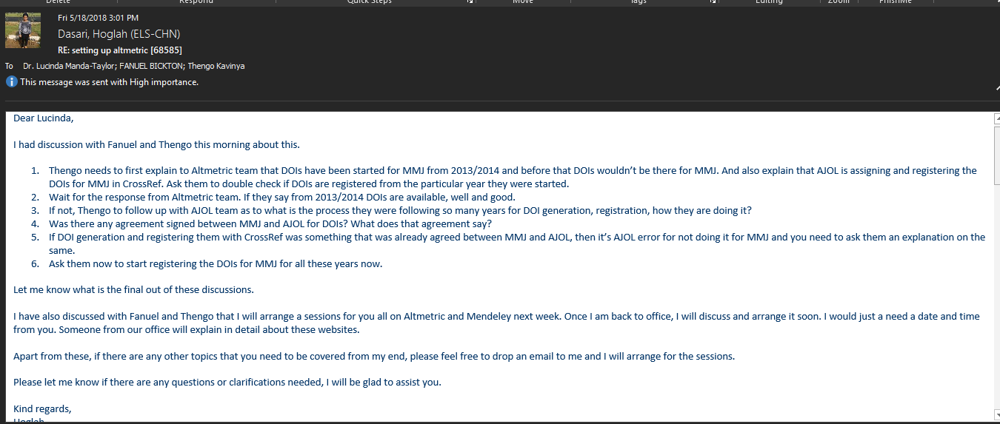 Delete Respond Quick Steps Move Tags Editing Zoom PhishMe
Fri 5/18/2018 3:01 PM
Dasari, Hoglah (ELS-CHN)
RE: setting up altmetric [68585]
To Dr. Lucinda Manda-Taylor; FANUEL BICKTON; Thengo Kavinya
i This message was sent with High importance.
Dear Lucinda,
I had discussion with Fanuel and Thengo this morning about this.
1. Thengo needs to first explain to Altmetric team that DOIs have been started for MMJ from 2013/2014 and before that DOIs wouldn't be there for MMJ. And also explain that AJOL is assigning and registering the
DOIs for MMJ in CrossRef. Ask them to double check if DOIs are registered from the particular year they were started.
2. Wait for the response from Altmetric team. If they say from 2013/2014 DOIs are available, well and good.
3. If not, Thengo to follow up with AJOL team as to what is the process they were following so many years for DOI generation, registration, how they are doing it?
4. Was there any agreement signed between MMJ and AJOL for DOIs? What does that agreement say?
5. If DOI generation and registering them with CrossRef was something that was already agreed between MMJ and AJOL, then it's AJOL error for not doing it for MMJ and you need to ask them an explanation on the
same.
6. Ask them now to start registering the DOIs for MMJ for all these years now.
Let me know what is the final out of these discussions.
I have also discussed with Fanuel and Thengo that I will arrange a sessions for you all on Altmetric and Mendeley next week. Once I am back to office, I will discuss and arrange it soon. I would just a need a date and time
from you. Someone from our office will explain in detail about these websites.
Apart from these, if there are any other topics that you need to be covered from my end, please feel free to drop an email to me and I will arrange for the sessions.
Please let me know if there are any questions or clarifications needed, I will be glad to assist you.
Kind regards,
Hoglah